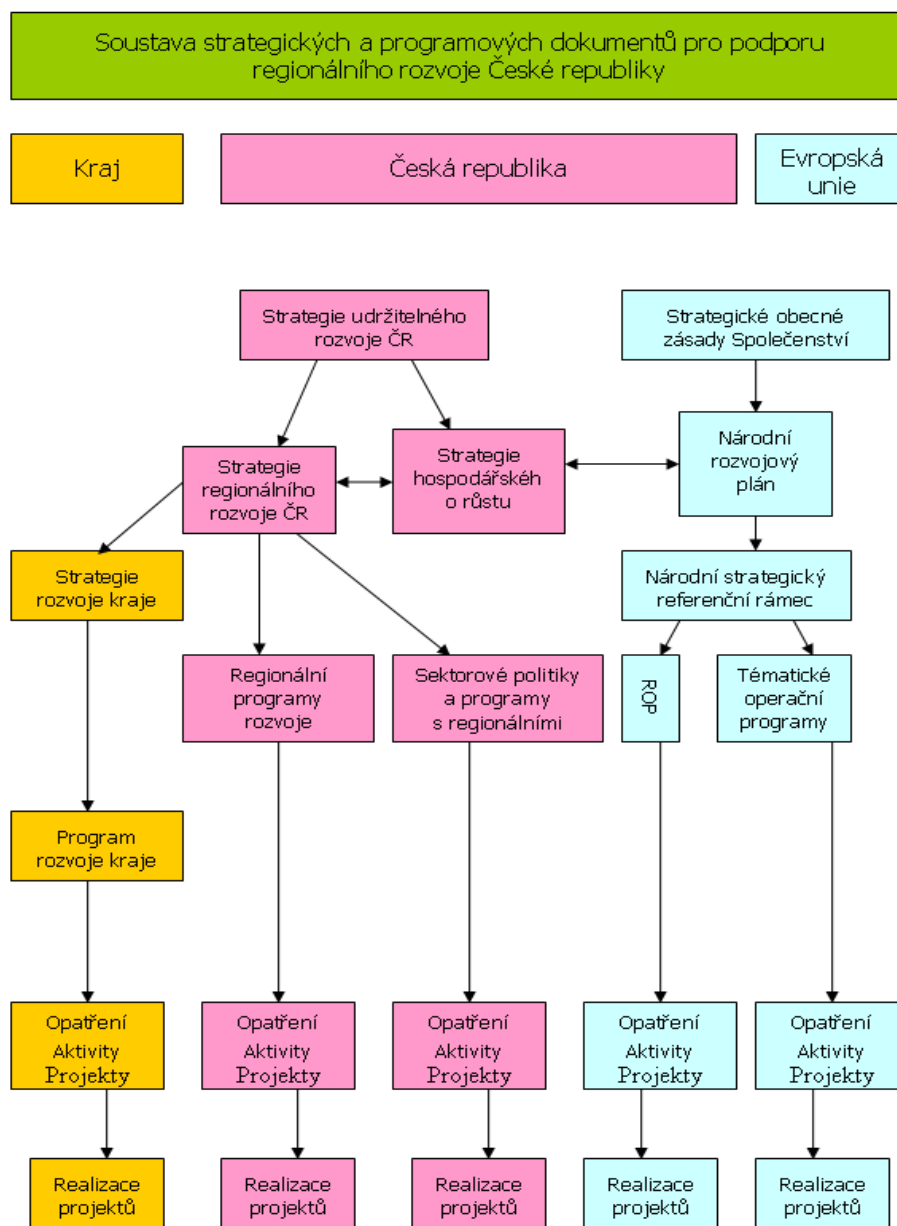 Soustava strategických a programových dokumentů pro podporu
regionálního rozvoje České republiky
Kraj
Česká republika
Evropská
unie
Strategie udržitelného
rozvoje ČR
Strategické obecné
zásady Společenství
Strategie
regionálního
rozvoje ČR
Strategie
hospodářskéh
o růstu
Národní
rozvojový
plán
Strategie
rozvoje kraje
Národní strategický
referenční rámec
Regionální
programy
rozvoje
Sektorové politiky
a programy
s regionálními
ROP
Tématické
operační
programy
Program
rozvoje kraje
Opatření
Aktivity
Projekty
Opatření
Aktivity
Projekty
Opatření
Aktivity
Projekty
Opatření
Aktivity
Projekty
Opatření
Aktivity
Projekty
Realizace
projektů
Realizace
projektů
Realizace
projektů
Realizace
projektů
Realizace
projektů